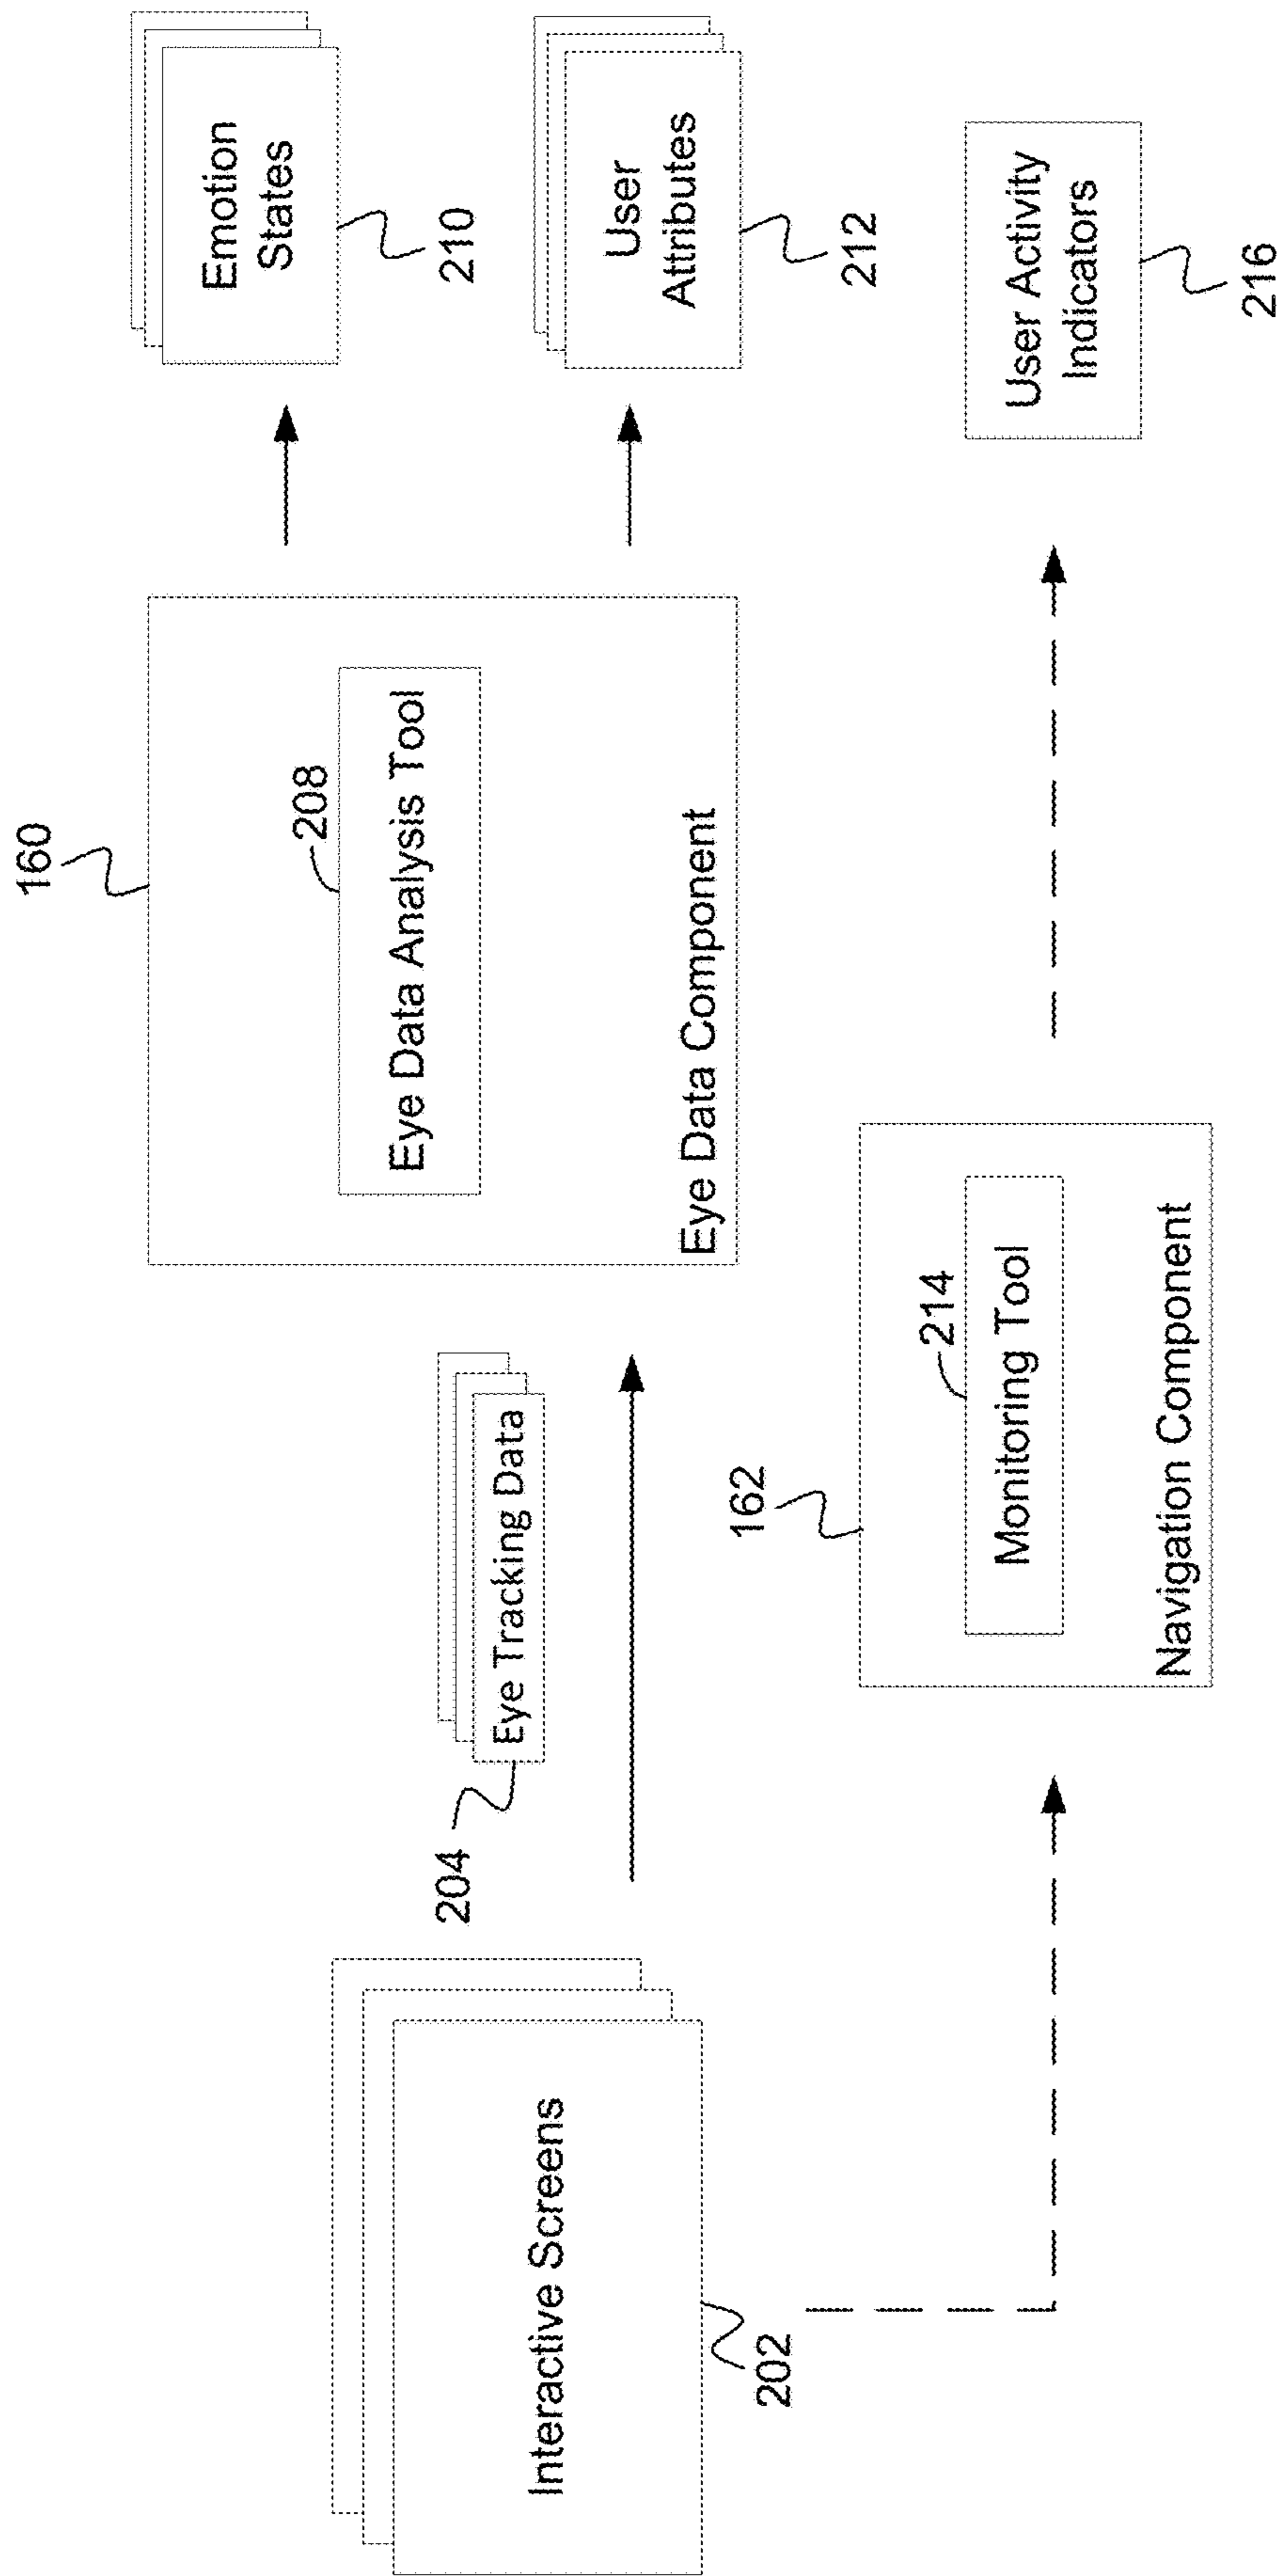 160
208
Eye Data Analysis Tool
Eye Data Component
Emotion
States
210
User
Attributes
212
204
Eye Tracking Data
Interactive Screens
202
162
214
Monitoring Tool
Navigation Component
User Activity
Indicators
216